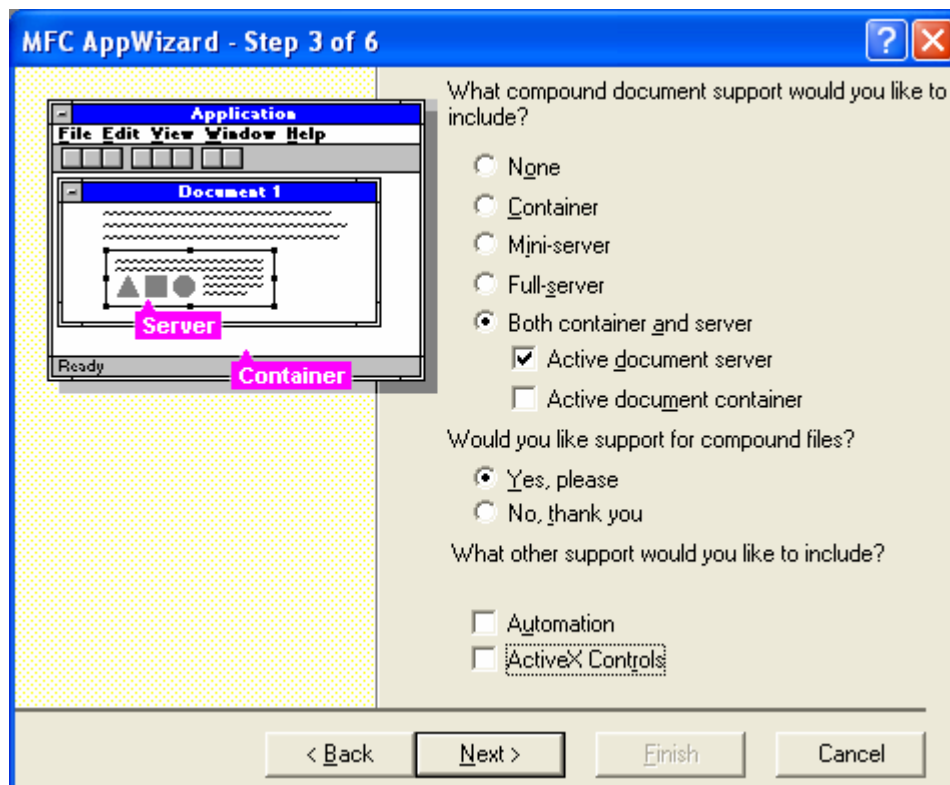 MFC AppWizard - Step 3 of 6
Application
File Edit View Window Help
Document 1
Server
Ready
Container
What compound document support would you like to
include?
None
Container
Mini-server
Full-server
Both container and server
Active document server
Active document container
Would you like support for compound files?
Yes, please
No, thank you
What other support would you like to include?
Automation
ActiveX Controls
< Back
Next >
Finish
Cancel